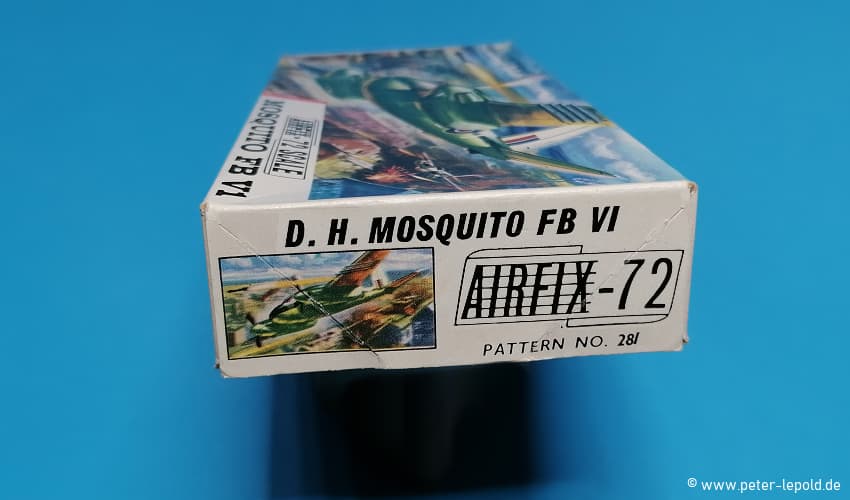 AIRFIX-72 SCALE
MOSQUITO FB VI
D. H. MOSQUITO FB VI
AIRFIX-72
PATTERN NO. 281
© www.peter-lepold.de